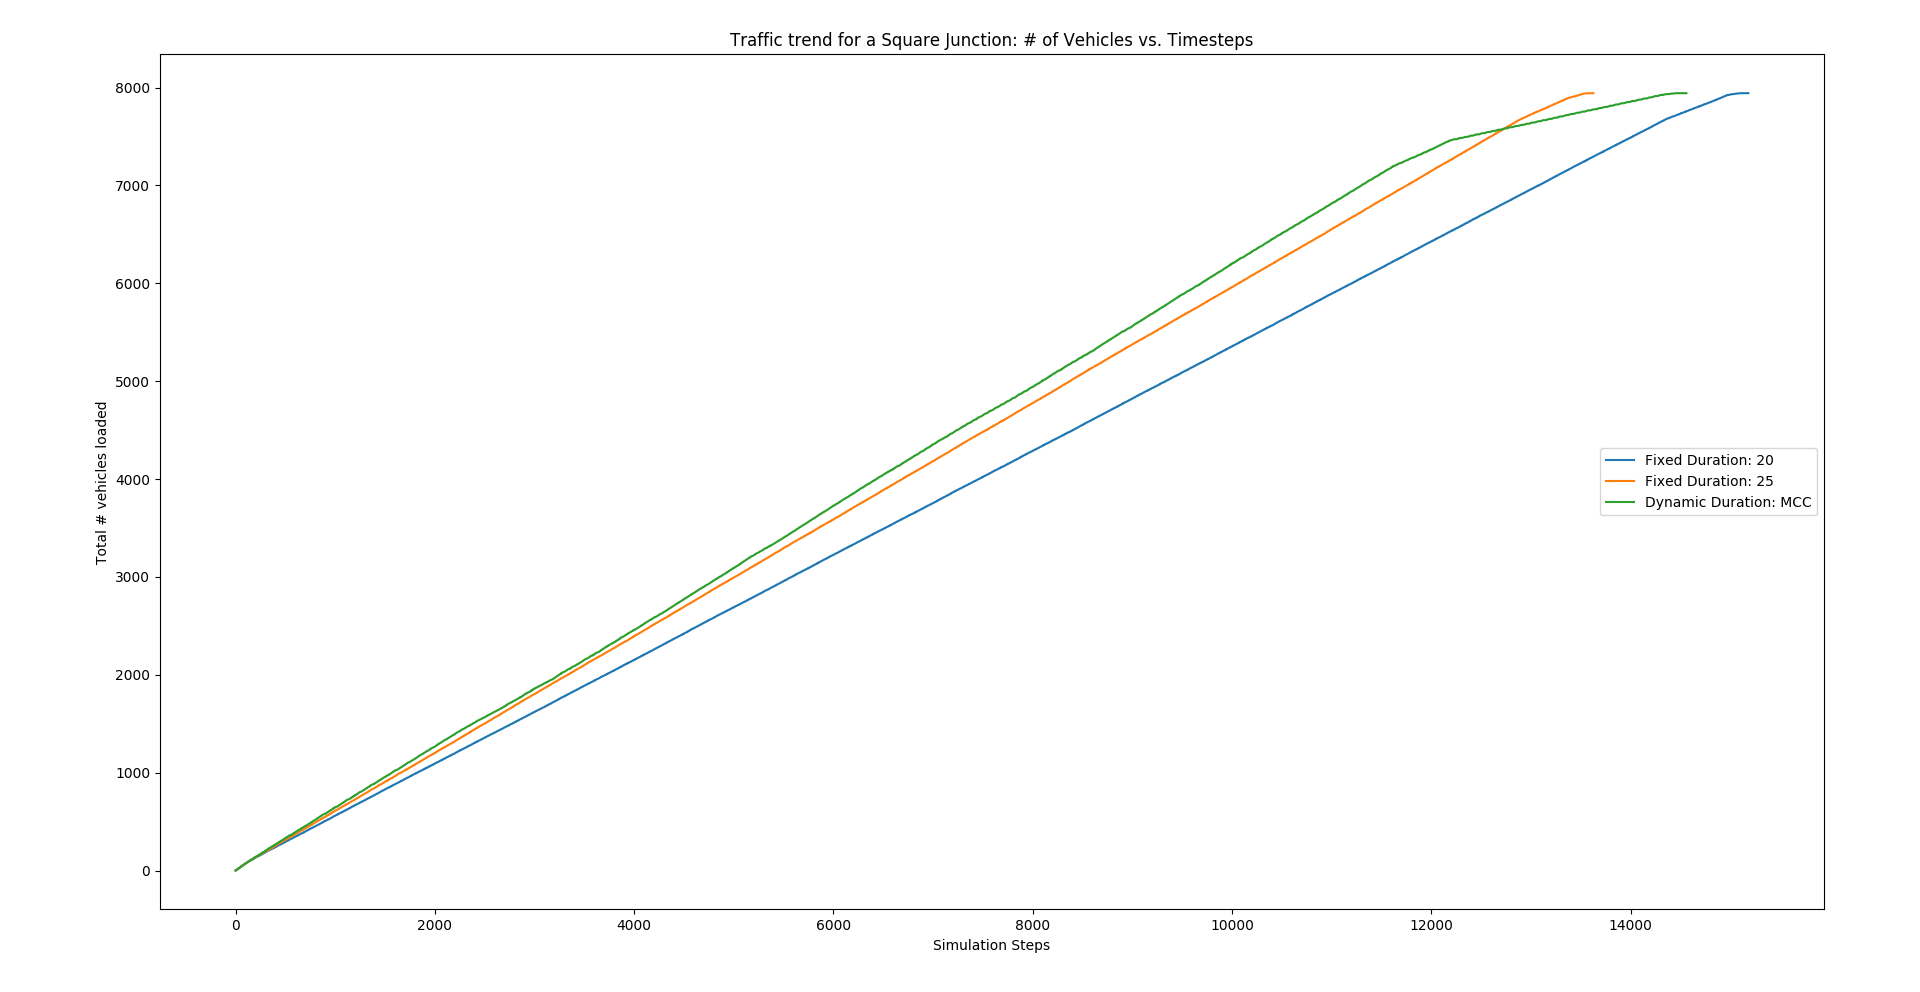 Traffic trend for a Square Junction: # of Vehicles vs. Timesteps
8000
7000
6000
5000
4000
3000
2000
1000
0
Total # vehicles loaded
Fixed Duration: 20
Fixed Duration: 25
Dynamic Duration: MCC
0 2000 4000 6000 8000 10000 12000 14000
Simulation Steps